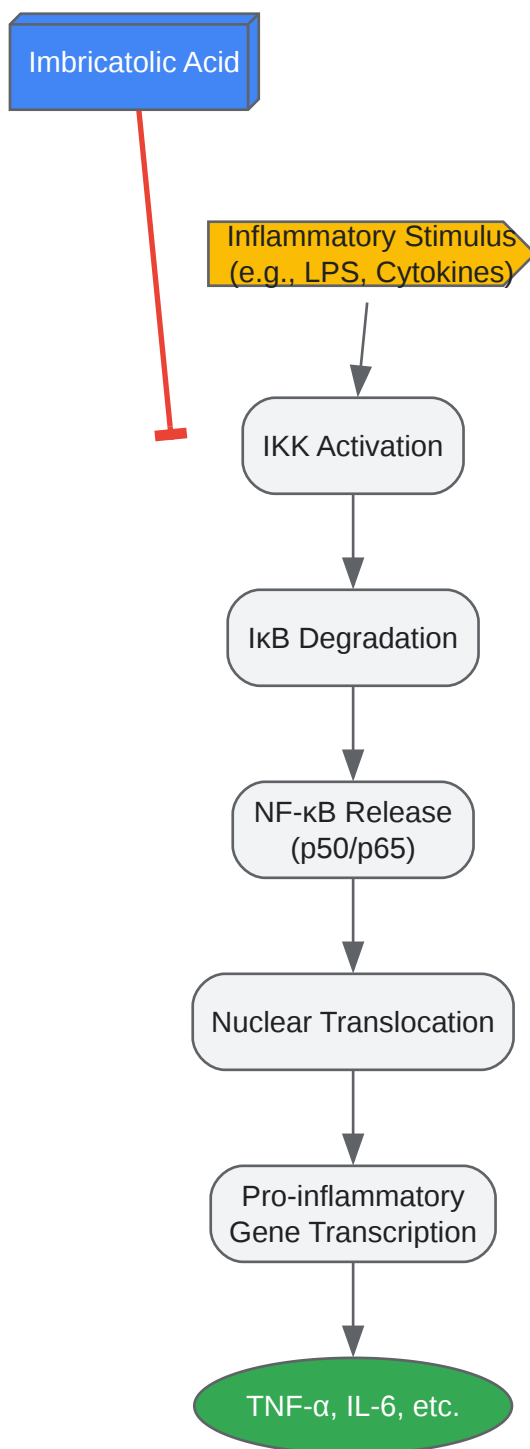 Imbricatolic Acid
Inflammatory Stimulus
(e.g., LPS, Cytokines)
IKK Activation
IκB Degradation
NF-κB Release
(p50/p65)
Nuclear Translocation
Pro-inflammatory
Gene Transcription
TNF-α, IL-6, etc.